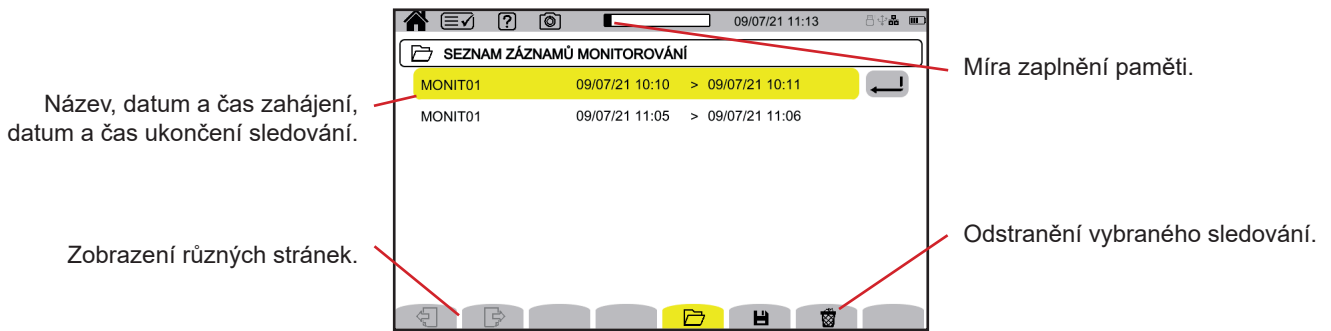 09/07/21 11:13
SEZNAM ZÁZNAMŮ MONITOROVÁNÍ
MONIT01 09/07/21 10:10 > 09/07/21 10:11
MONIT01 09/07/21 11:05 > 09/07/21 11:06
Název, datum a čas zahájení,
datum a čas ukončení sledování.
Zobrazení různých stránek.
Míra zaplnění paměti.
Odstranění vybraného sledování.